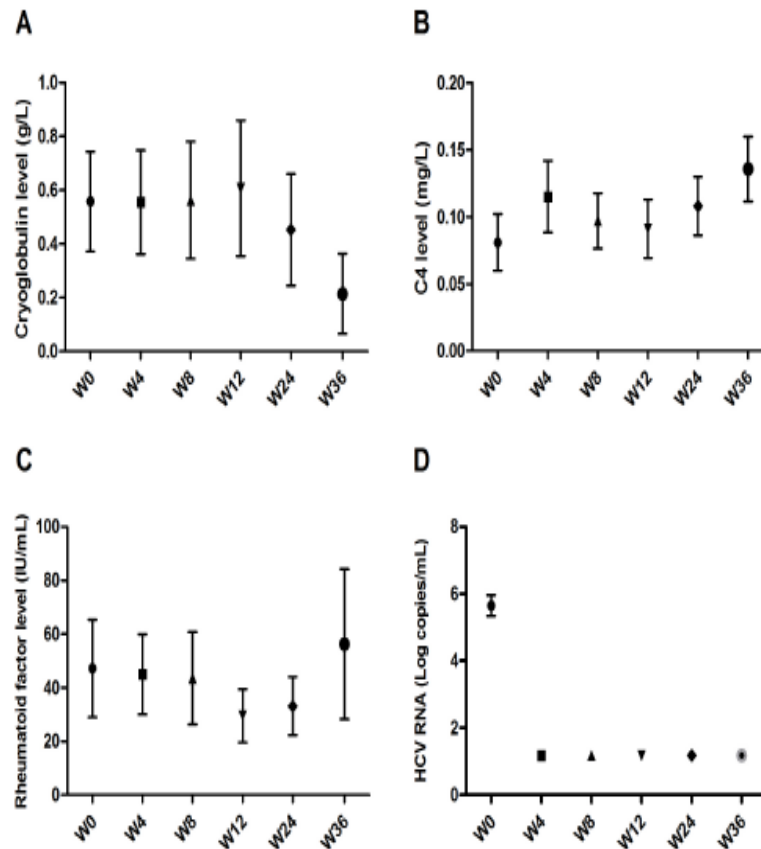 A
Cryoglobulin level (g/L)
1.0
0.8
0.6
0.4
0.2
0.0
W0 W4 W8 W12 W24 W36
B
C4 level (mg/L)
0.20
0.15
0.10
0.05
0.00
W0 W4 W8 W12 W24 W36
C
Rheumatoid factor level (IU/mL)
100
80
60
40
20
0
W0 W4 W8 W12 W24 W36
D
HCV RNA (Log copies/mL)
8
6
4
2
0
W0 W4 W8 W12 W24 W36